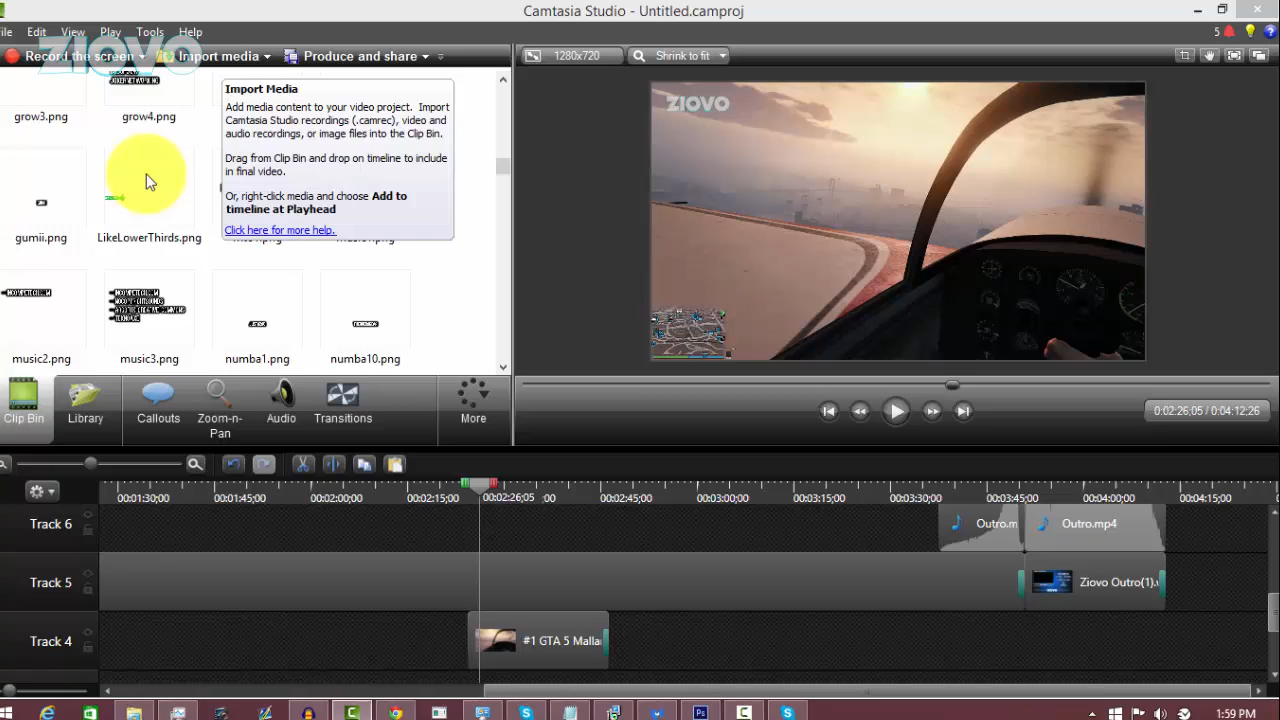 Camtasia Studio - Untitled.camproj
Edit View Play Tools Help
5
ZIOVO
Record the screen
Import media
Produce and share
1280x720
Shrink to fit
Import Media
Add media content to your video project. Import
Camtasia Studio recordings (.camrec), video and
audio recordings, or image files into the Clip Bin.
Drag from Clip Bin and drop on timeline to include
in final video.
Or, right-click media and choose Add to
timeline at Playhead
Click here for more help.
grow3.png
grow4.png
gumii.png
LikeLowerThirds.png
music2.png
music3.png
numba1.png
numba10.png
ZIOVO
Clip Bin
Library
Callouts
Zoom-n-
Pan
Audio
Transitions
More
0:02:26;05 / 0:04:12;26
00:01:30;00
00:01:45;00
00:02:00;00
00:02:15;00
00:02:26;05
;00
00:02:45;00
00:03:00;00
00:03:15;00
00:03:30;00
00:03:45;00
00:04:00;00
00:04:15;00
Track 6
Outro.m
Outro.mp4
Track 5
Ziovo Outro(1).
Track 4
#1 GTA 5 Malla
1:59 PM